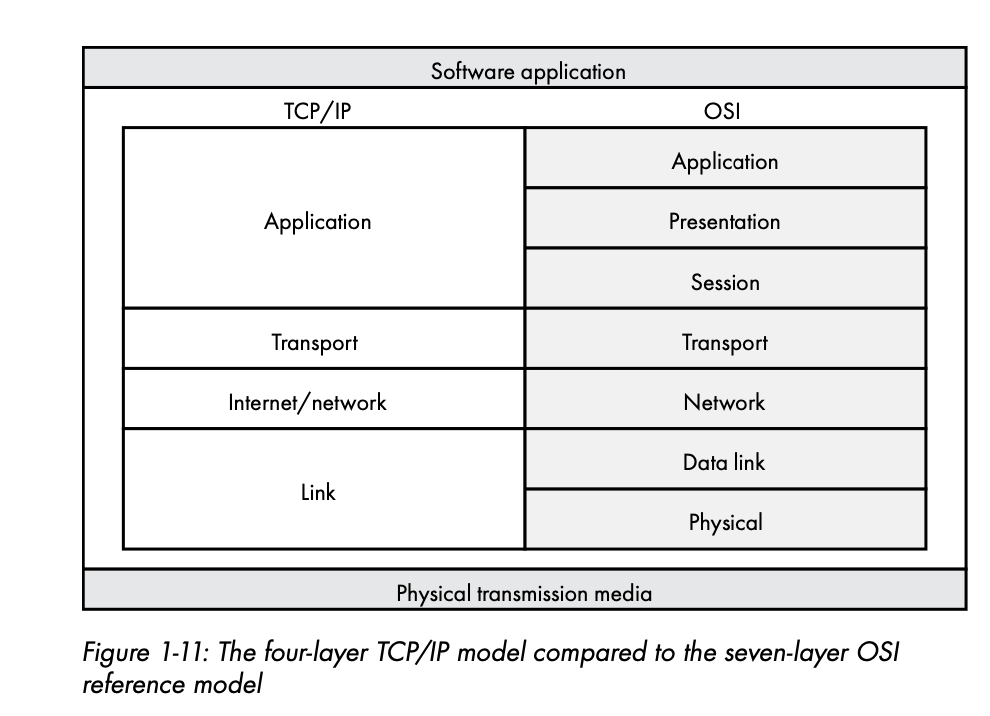 Software application
TCP/IP OSI
Application
Application
Presentation
Session
Transport Transport
Internet/network Network
Link
Data link
Physical
Physical transmission media
Figure 1-11: The four-layer TCP/IP model compared to the seven-layer OSI
reference model